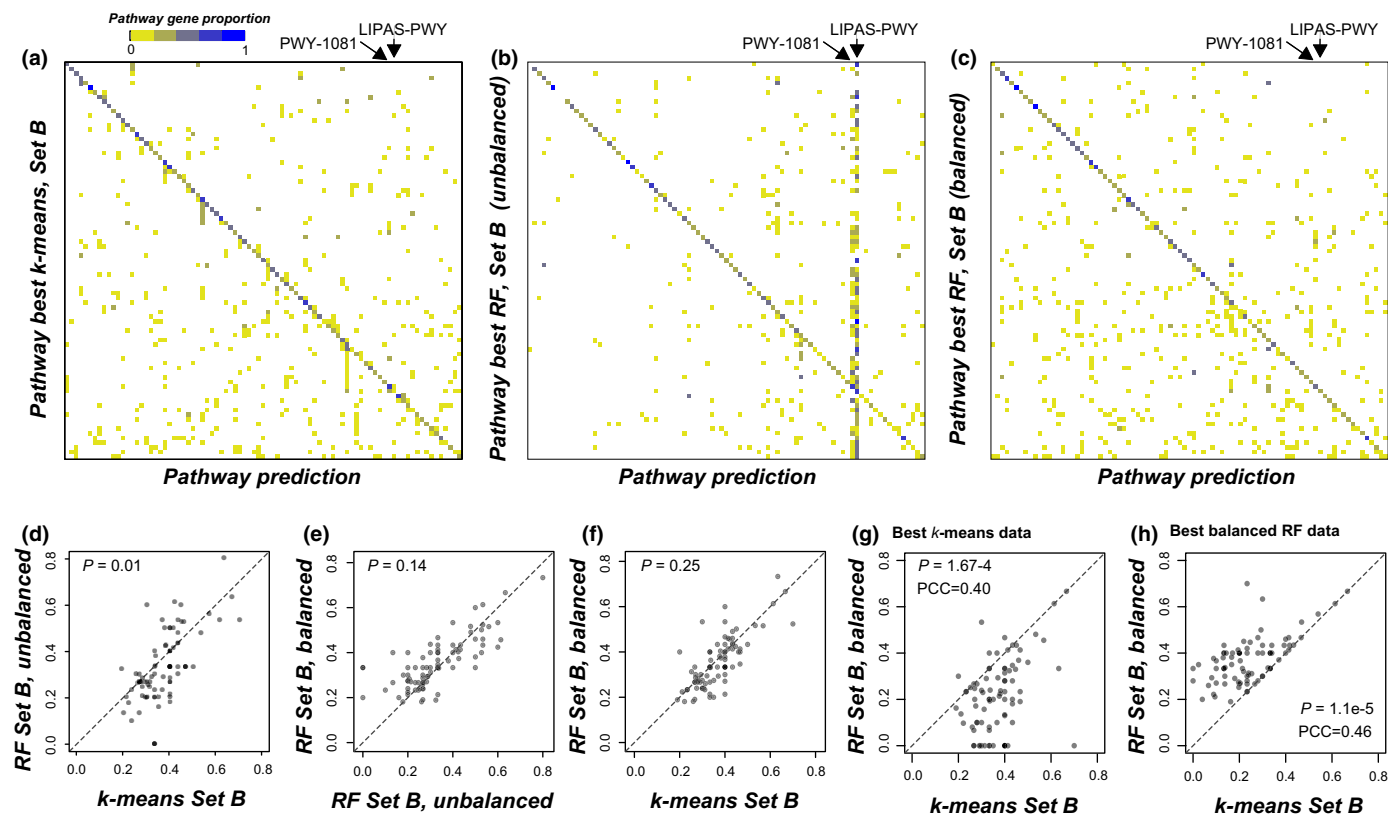 Pathway gene proportion
0 1
(a)
PWY-1081
LIPAS-PWY
Pathway best k-means, Set B
Pathway prediction
(b)
PWY-1081
LIPAS-PWY
Pathway best RF, Set B (unbalanced)
Pathway prediction
(c)
PWY-1081
LIPAS-PWY
Pathway best RF, Set B (balanced)
Pathway prediction
(d)
P = 0.01
RF Set B, unbalanced
0.0 0.2 0.4 0.6 0.8
0.0 0.2 0.4 0.6 0.8
k-means Set B
(e)
P = 0.14
RF Set B, balanced
0.0 0.2 0.4 0.6 0.8
0.0 0.2 0.4 0.6 0.8
RF Set B, unbalanced
(f)
P = 0.25
RF Set B, balanced
0.0 0.2 0.4 0.6 0.8
0.0 0.2 0.4 0.6 0.8
k-means Set B
(g) Best k-means data
P = 1.67-4
PCC=0.40
RF Set B, balanced
0.0 0.2 0.4 0.6 0.8
0.0 0.2 0.4 0.6 0.8
k-means Set B
(h) Best balanced RF data
P = 1.1e-5
PCC=0.46
RF Set B, balanced
0.0 0.2 0.4 0.6 0.8
0.0 0.2 0.4 0.6 0.8
k-means Set B